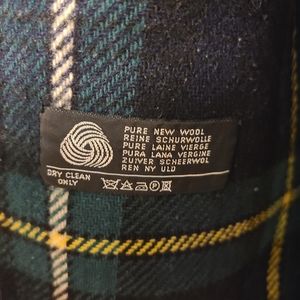 PURE NEW WOOL
REINE SCHURWOLLE
PURE LAINE VIERGE
PURA LANA VERGINE
ZUIVER SCHEERWOL
REN NY ULD
DRY CLEAN
ONLY